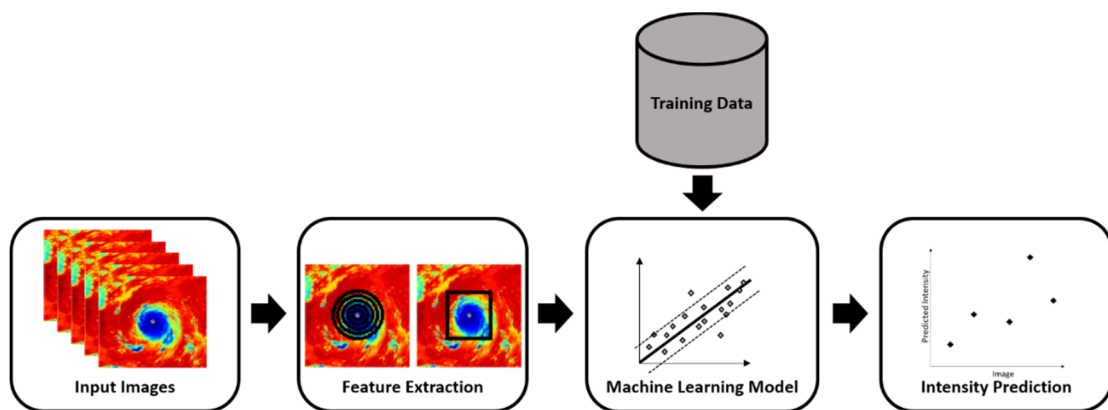 Training Data
Input Images
Feature Extraction
Machine Learning Model
Predicted Intensity
Image
Intensity Prediction